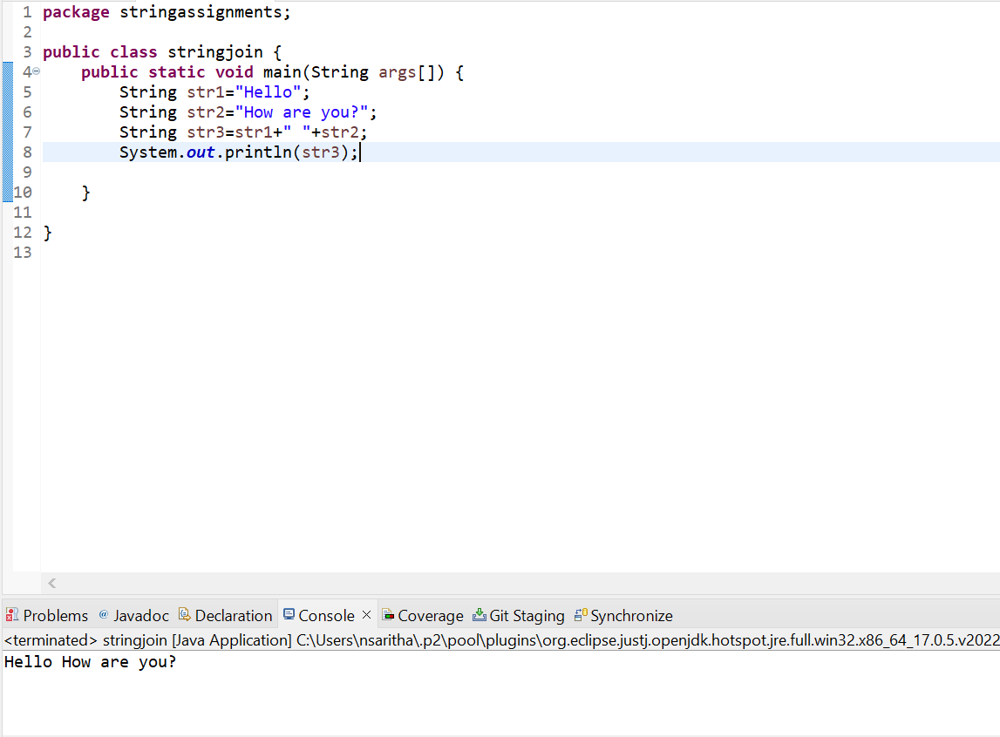 1 package stringassignments;
2
3 public class stringjoin {
4     public static void main(String args[]) {
5         String str1="Hello";
6         String str2="How are you?";
7         String str3=str1+" "+str2;
8         System.out.println(str3);
9
10     }
11
12 }
13
Problems @ Javadoc Declaration Console × Coverage Git Staging Synchronize
<terminated> stringjoin [Java Application] C:\Users\nsaritha\.p2\pool\plugins\org.eclipse.justj.openjdk.hotspot.jre.full.win32.x86_64_17.0.5.v2022
Hello How are you?